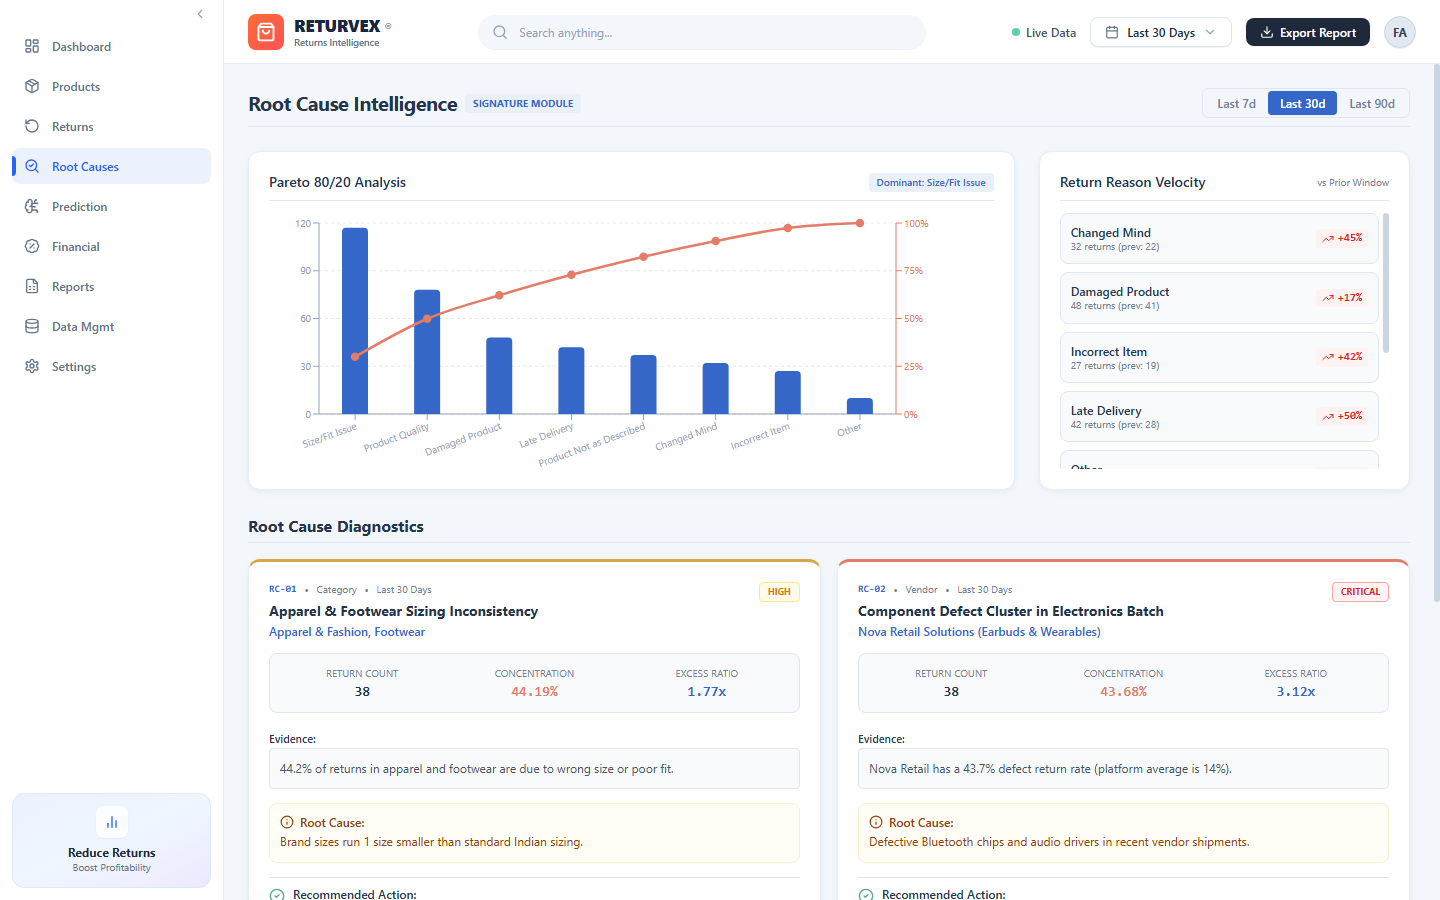 Dashboard
Products
Returns
Root Causes
Prediction
Financial
Reports
Data Mgmt
Settings
Reduce Returns
Boost Profitability
RETURVEX ®
Returns Intelligence
Search anything...
Live Data
Last 30 Days
Export Report
FA
Root Cause Intelligence
SIGNATURE MODULE
Last 7d
Last 30d
Last 90d
Pareto 80/20 Analysis
Dominant: Size/Fit Issue
120
90
60
30
0
100%
75%
50%
25%
0%
Size/Fit Issue
Product Quality
Damaged Product
Late Delivery
Product Not as Described
Changed Mind
Incorrect Item
Other
Return Reason Velocity
vs Prior Window
Changed Mind
32 returns (prev: 22)
+45%
Damaged Product
48 returns (prev: 41)
+17%
Incorrect Item
27 returns (prev: 19)
+42%
Late Delivery
42 returns (prev: 28)
+50%
Other
Root Cause Diagnostics
RC-01 • Category • Last 30 Days
HIGH
Apparel & Footwear Sizing Inconsistency
Apparel & Fashion, Footwear
RETURN COUNT
38
CONCENTRATION
44.19%
EXCESS RATIO
1.77x
Evidence:
44.2% of returns in apparel and footwear are due to wrong size or poor fit.
Root Cause:
Brand sizes run 1 size smaller than standard Indian sizing.
Recommended Action:
RC-02 • Vendor • Last 30 Days
CRITICAL
Component Defect Cluster in Electronics Batch
Nova Retail Solutions (Earbuds & Wearables)
RETURN COUNT
38
CONCENTRATION
43.68%
EXCESS RATIO
3.12x
Evidence:
Nova Retail has a 43.7% defect return rate (platform average is 14%).
Root Cause:
Defective Bluetooth chips and audio drivers in recent vendor shipments.
Recommended Action: